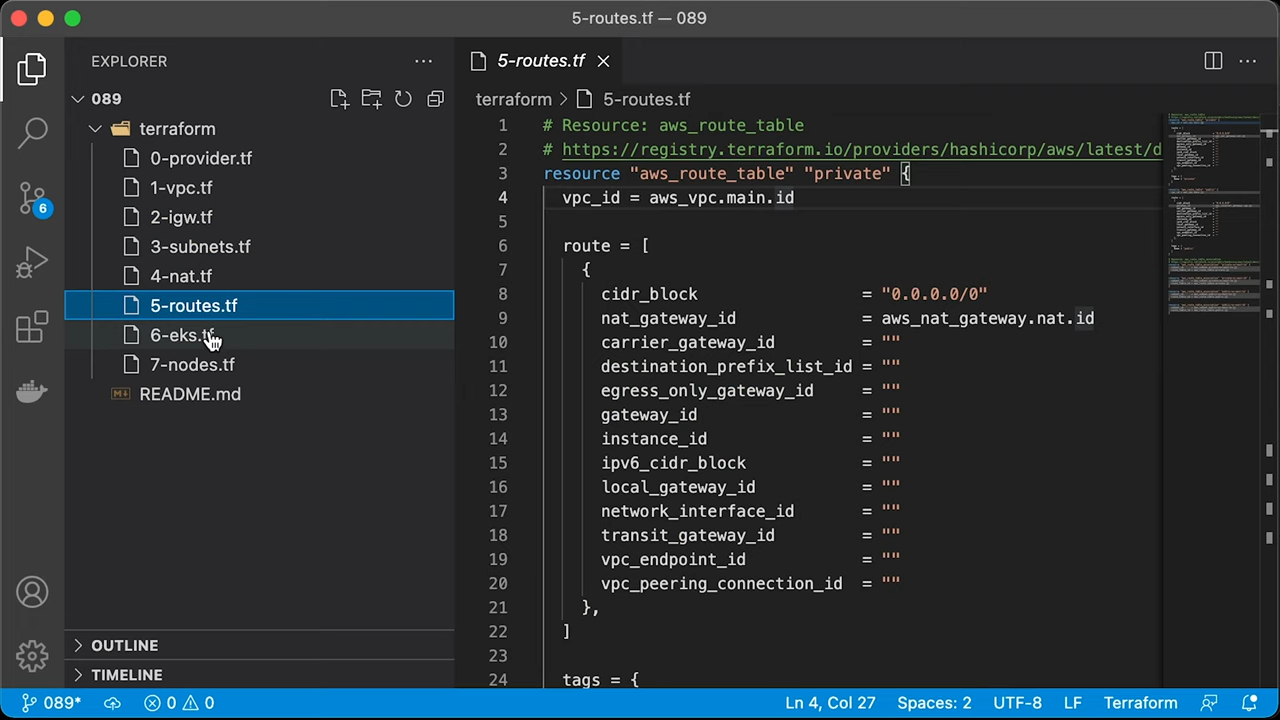 5-routes.tf — 089
EXPLORER
089
terraform
0-provider.tf
1-vpc.tf
2-igw.tf
3-subnets.tf
4-nat.tf
5-routes.tf
6-eks.tf
7-nodes.tf
README.md
OUTLINE
TIMELINE
6
5-routes.tf
terraform > 5-routes.tf
1 # Resource: aws_route_table
2 # https://registry.terraform.io/providers/hashicorp/aws/latest/d
3 resource "aws_route_table" "private" {
4 vpc_id = aws_vpc.main.id
5
6 route = [
7 {
8 cidr_block = "0.0.0.0/0"
9 nat_gateway_id = aws_nat_gateway.nat.id
10 carrier_gateway_id = ""
11 destination_prefix_list_id = ""
12 egress_only_gateway_id = ""
13 gateway_id = ""
14 instance_id = ""
15 ipv6_cidr_block = ""
16 local_gateway_id = ""
17 network_interface_id = ""
18 transit_gateway_id = ""
19 vpc_endpoint_id = ""
20 vpc_peering_connection_id = ""
21 },
22 ]
23
24 tags = {
089* 0 0 Ln 4, Col 27 Spaces: 2 UTF-8 LF Terraform